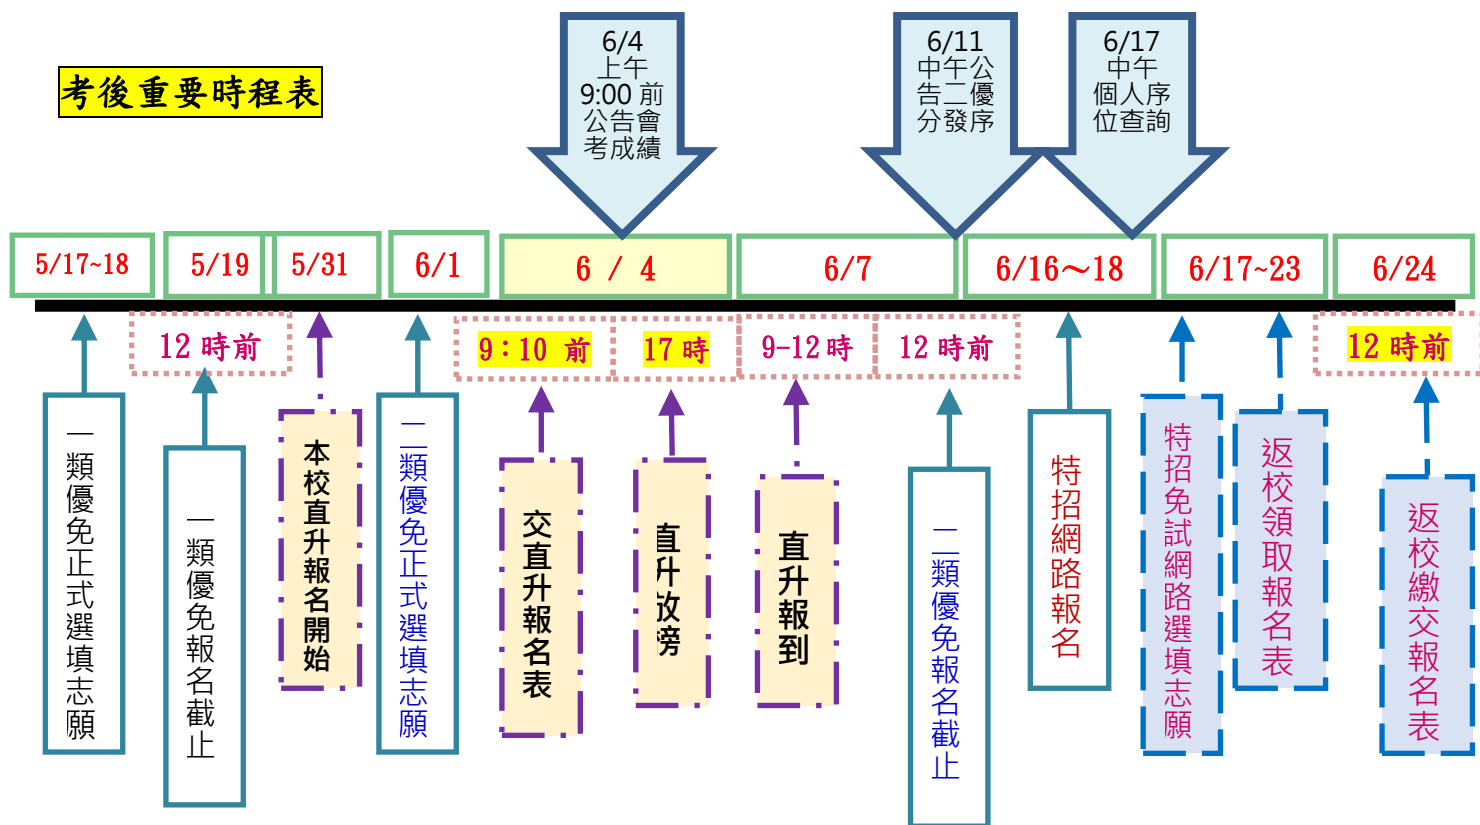 考後重要時程表
6/4
上午
9:00 前
公告會
考成績
6/11
中午公
告二優
分發序
6/17
中午
個人序
位查詢
5/17~18
5/19
5/31
6/1
6 / 4
6/7
6/16～18
6/17~23
6/24
12 時前
9：10 前
17 時
9-12 時
12 時前
12 時前
一類優免正式選填志願
一類優免報名截止
本校直升報名開始
二類優免正式選填志願
交直升報名表
直升放榜
直升報到
二類優免報名截止
特招網路報名
特招免試網路選填志願
返校領取報名表
返校繳交報名表